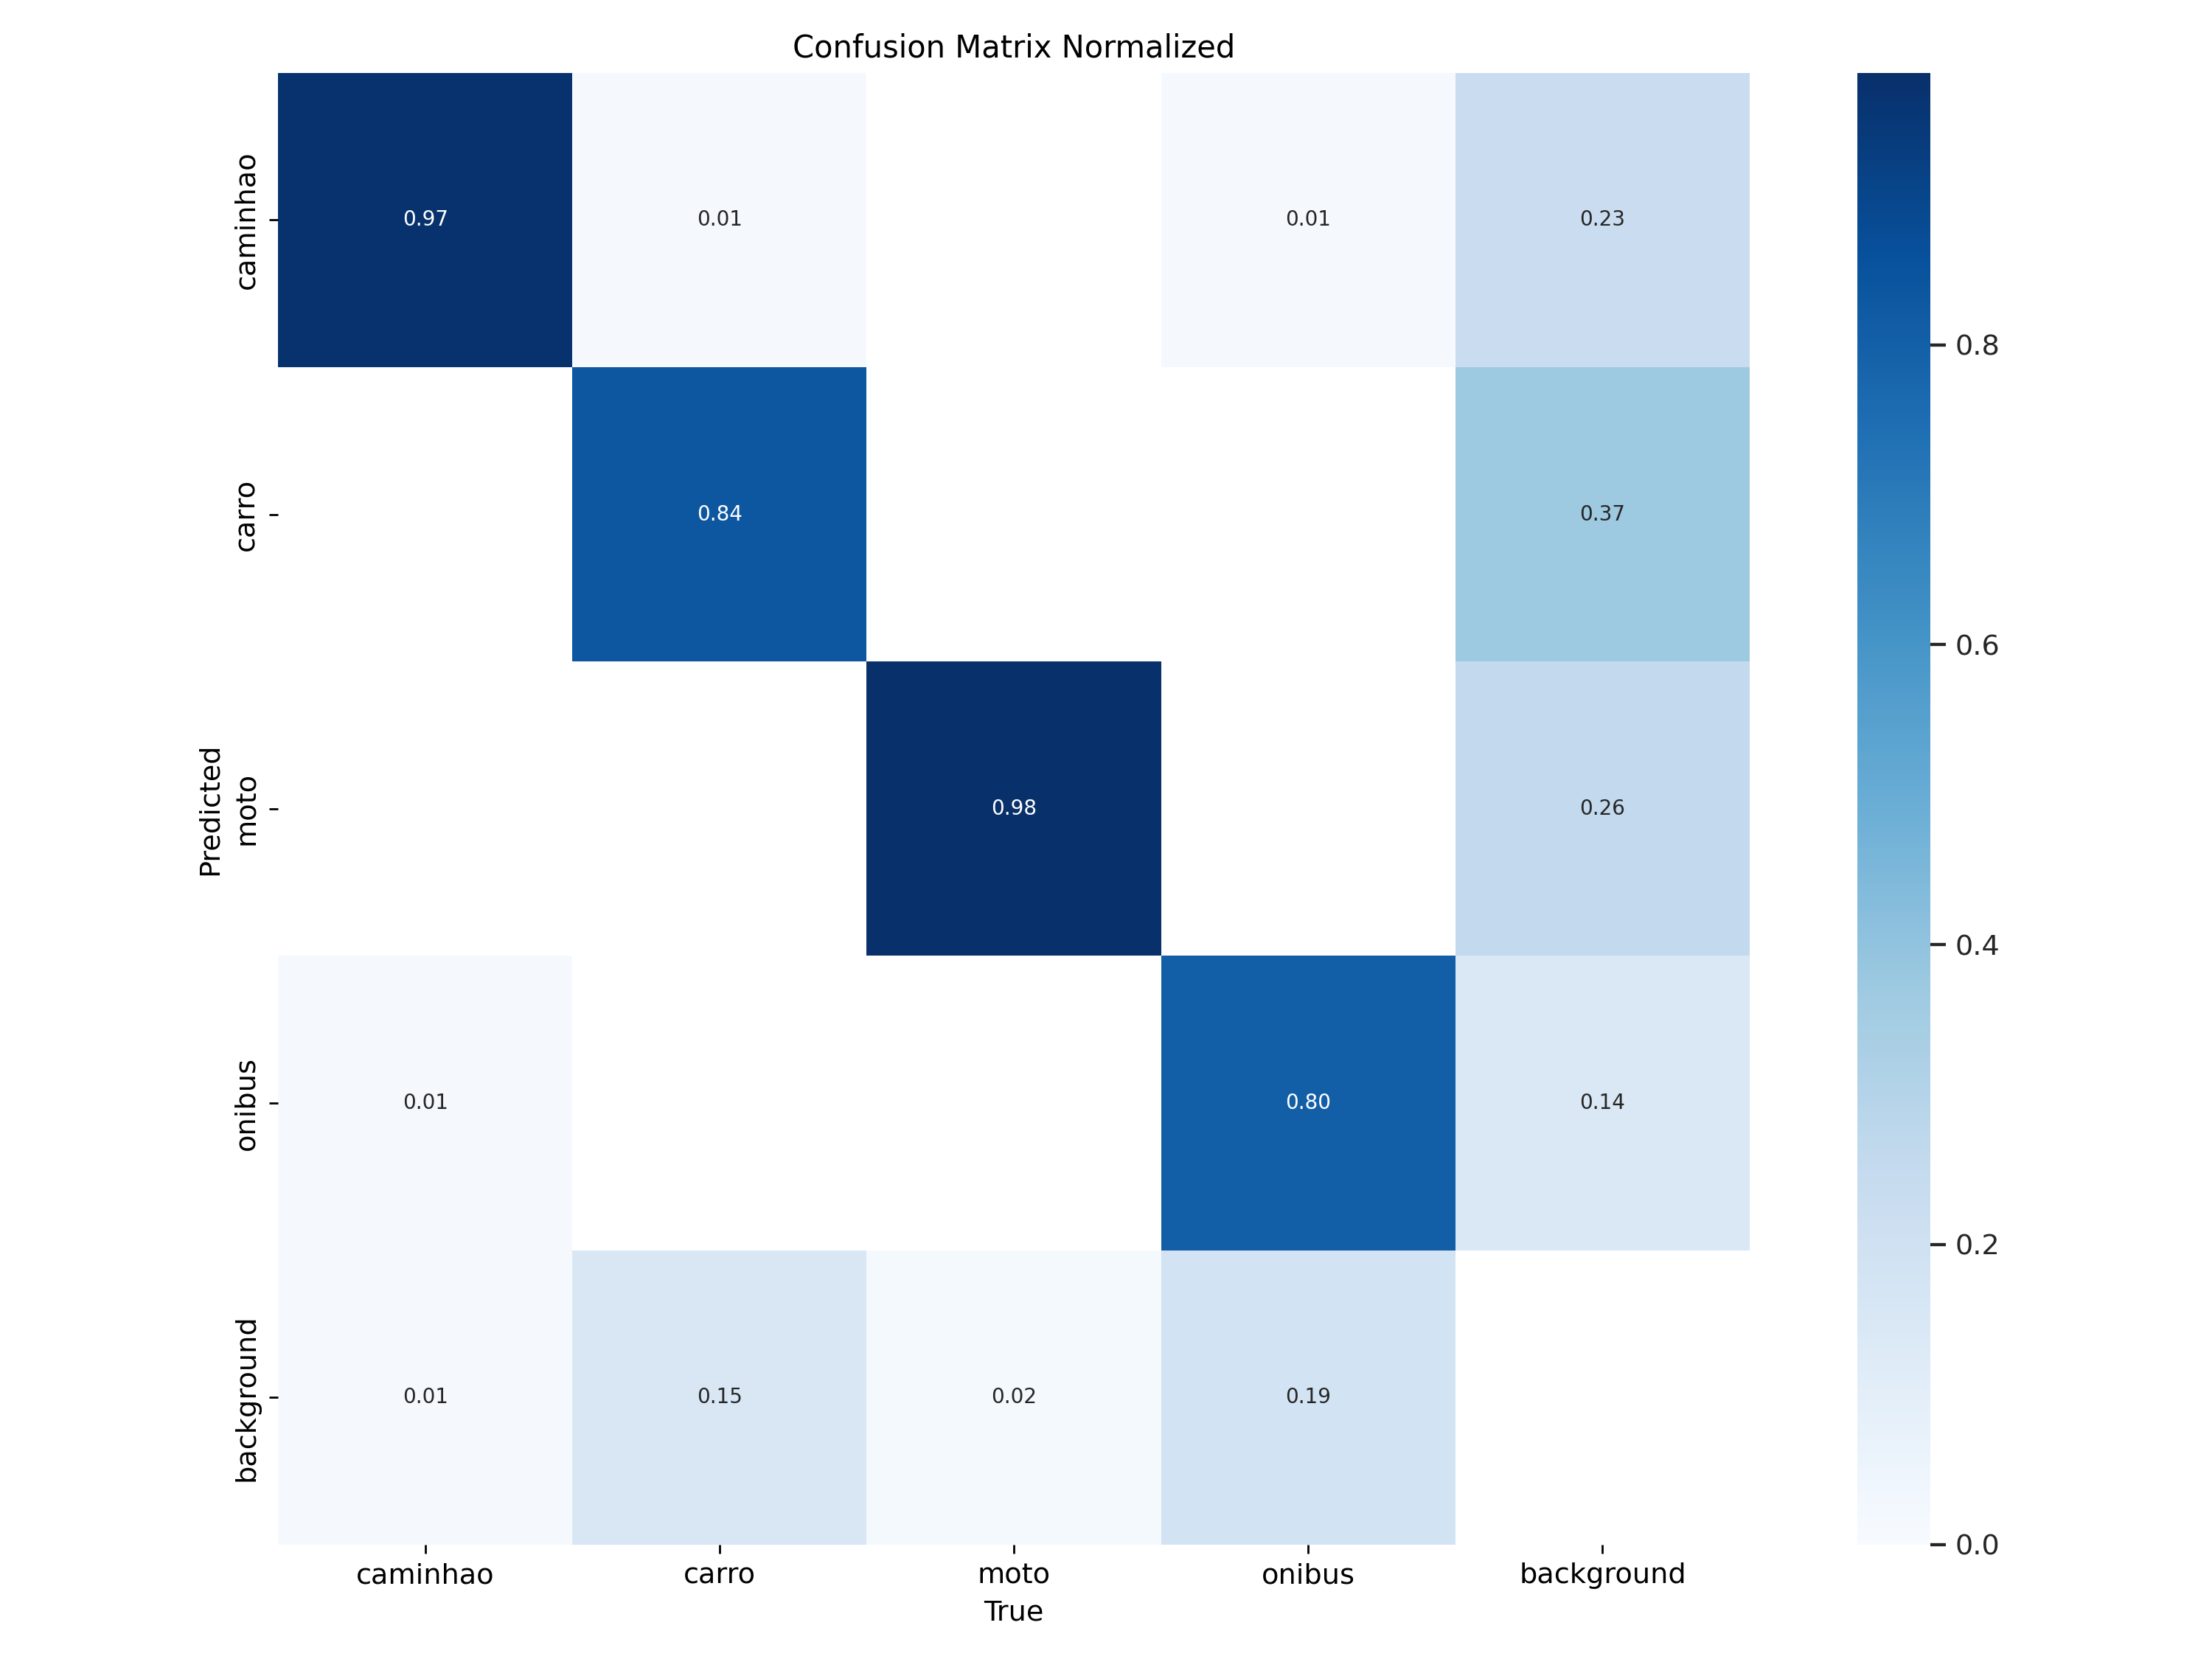 Confusion Matrix Normalized
caminhao
0.97
0.01
0.01
0.23
carro
0.84
0.37
Predicted
moto
0.98
0.26
onibus
0.01
0.80
0.14
background
0.01
0.15
0.02
0.19
caminhao
carro
moto
onibus
background
True
0.8
0.6
0.4
0.2
0.0